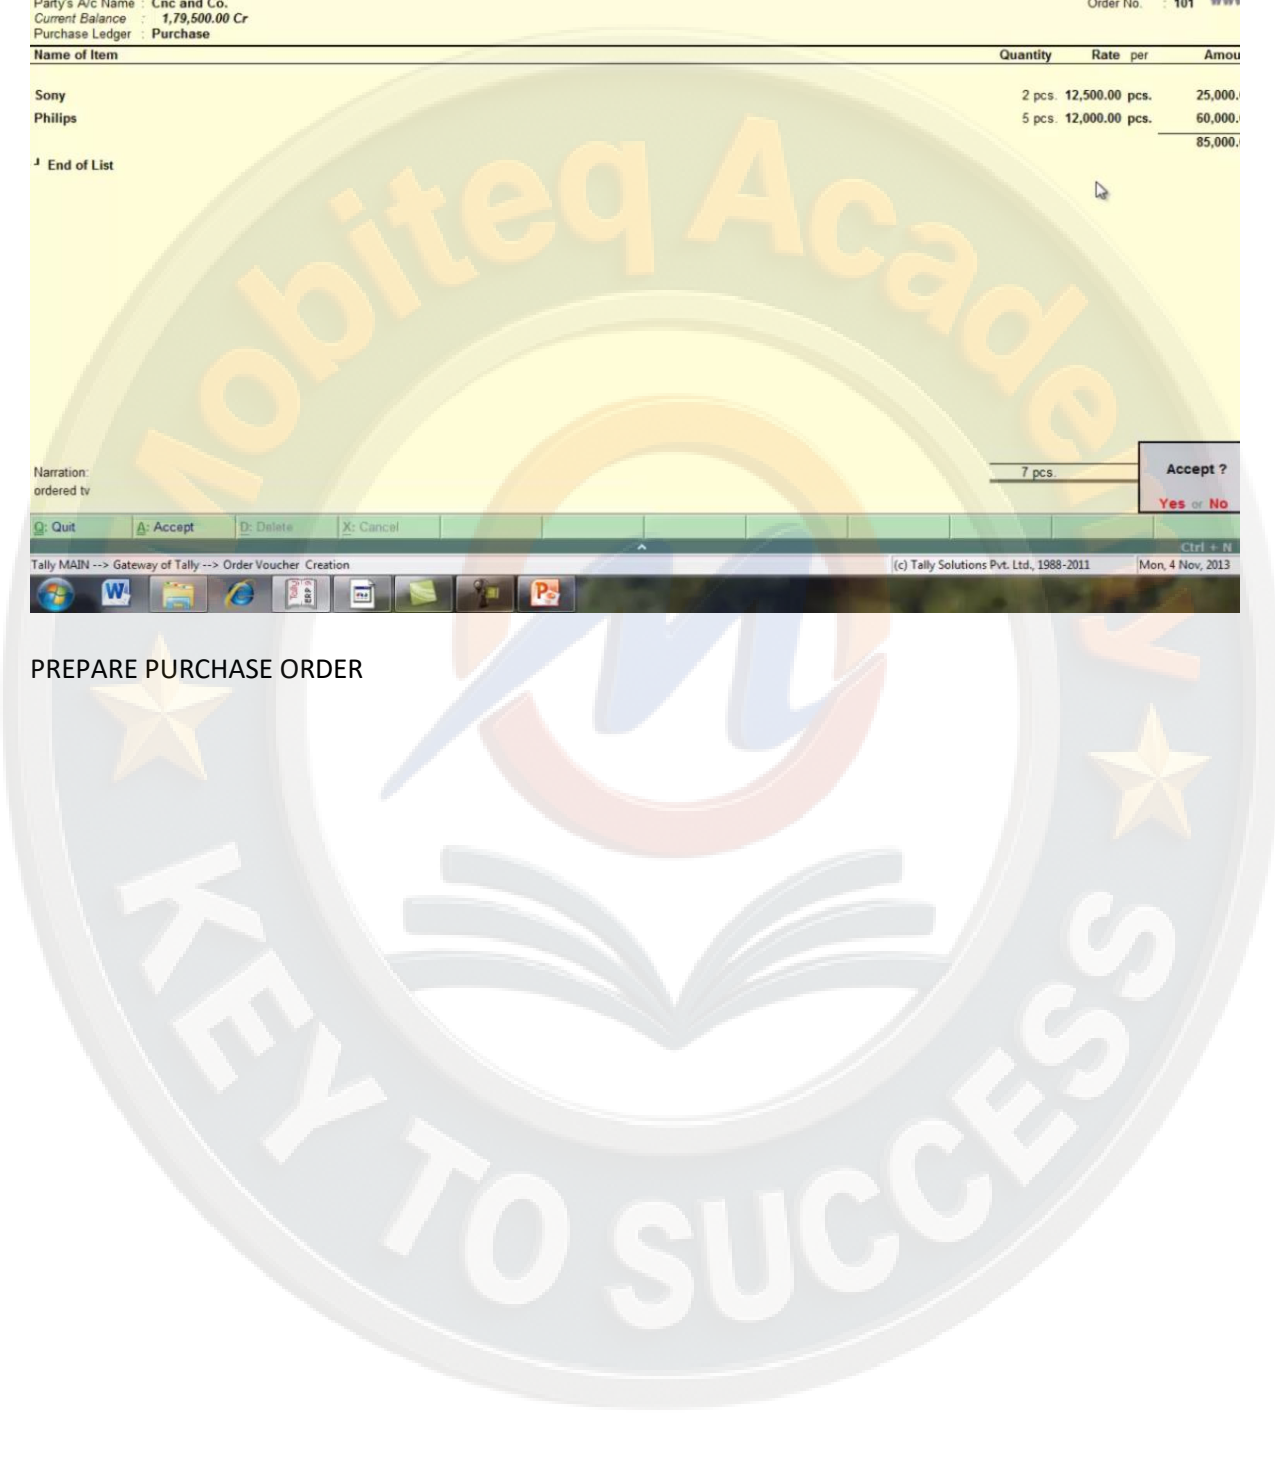 Party's A/c Name : Cnc and Co. Order No. : 101
Current Balance : 1,79,500.00 Cr
Purchase Ledger : Purchase
Name of Item Quantity Rate per Amou
Sony 2 pcs. 12,500.00 pcs. 25,000.
Philips 5 pcs. 12,000.00 pcs. 60,000.
85,000.
End of List
Narration: 7 pcs. Accept ?
ordered tv
Yes or No
Q: Quit A: Accept D: Delete X: Cancel
Ctrl + N
Tally MAIN --> Gateway of Tally --> Order Voucher Creation (c) Tally Solutions Pvt. Ltd., 1988-2011 Mon, 4 Nov, 2013
PREPARE PURCHASE ORDER
Mobiteq Academy
KEY TO SUCCESS